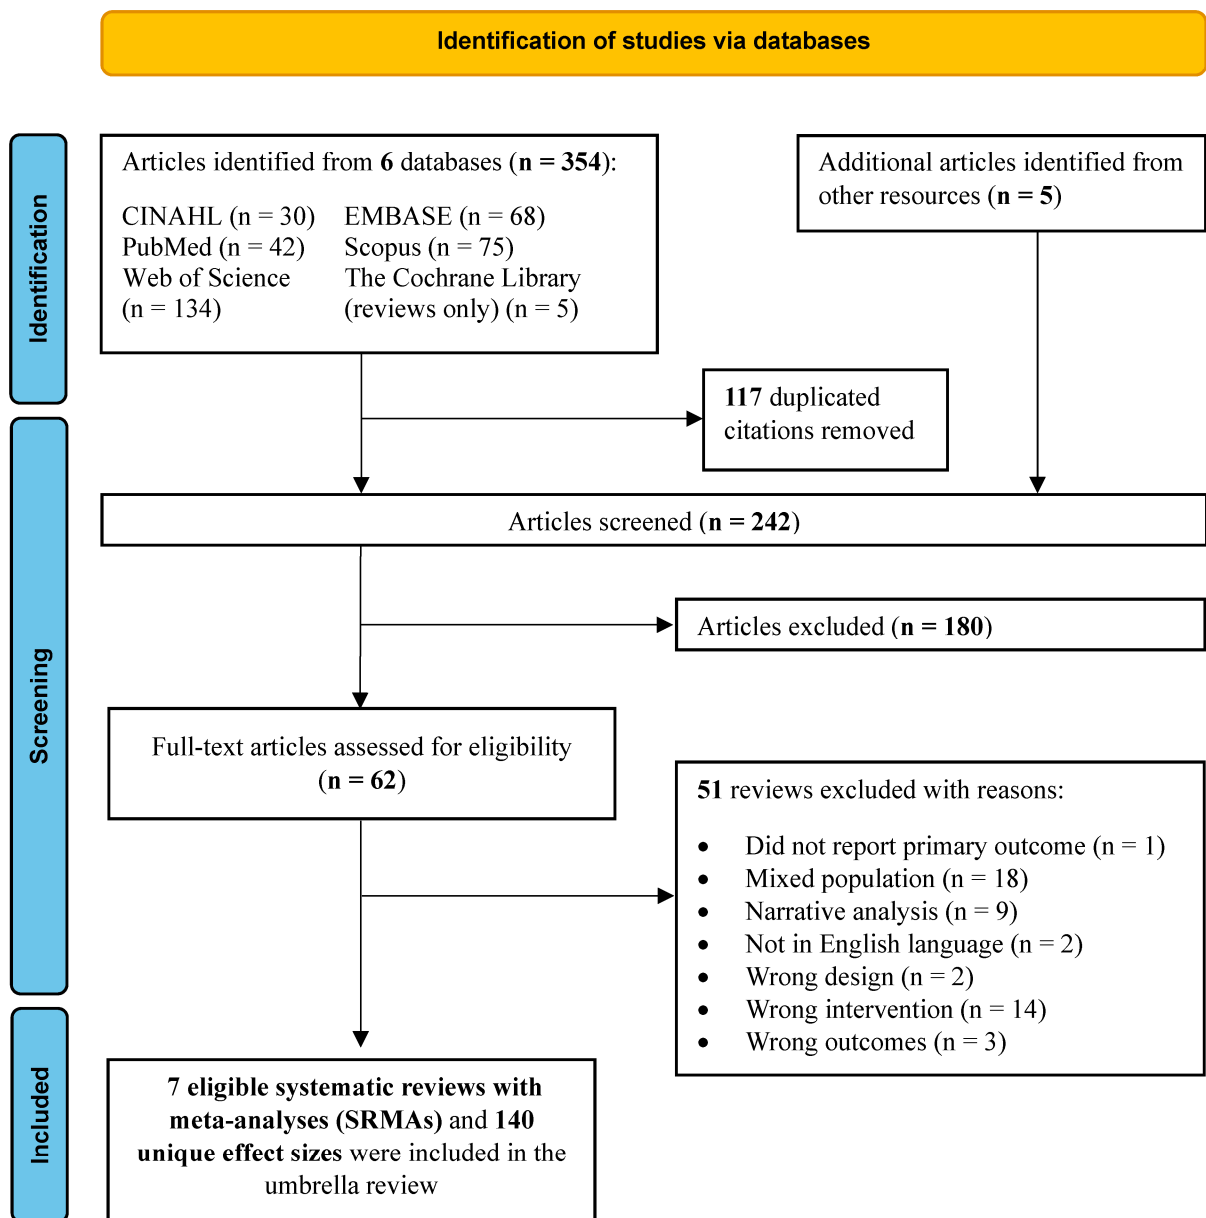 Identification of studies via databases
Identification
Articles identified from 6 databases (n = 354):
CINAHL (n = 30)
PubMed (n = 42)
Web of Science
(n = 134)
EMBASE (n = 68)
Scopus (n = 75)
The Cochrane Library
(reviews only) (n = 5)
Additional articles identified from
other resources (n = 5)
117 duplicated
citations removed
Screening
Articles screened (n = 242)
Articles excluded (n = 180)
Full-text articles assessed for eligibility
(n = 62)
51 reviews excluded with reasons:
• Did not report primary outcome (n = 1)
• Mixed population (n = 18)
• Narrative analysis (n = 9)
• Not in English language (n = 2)
• Wrong design (n = 2)
• Wrong intervention (n = 14)
• Wrong outcomes (n = 3)
Included
7 eligible systematic reviews with
meta-analyses (SRMAs) and 140
unique effect sizes were included in the
umbrella review